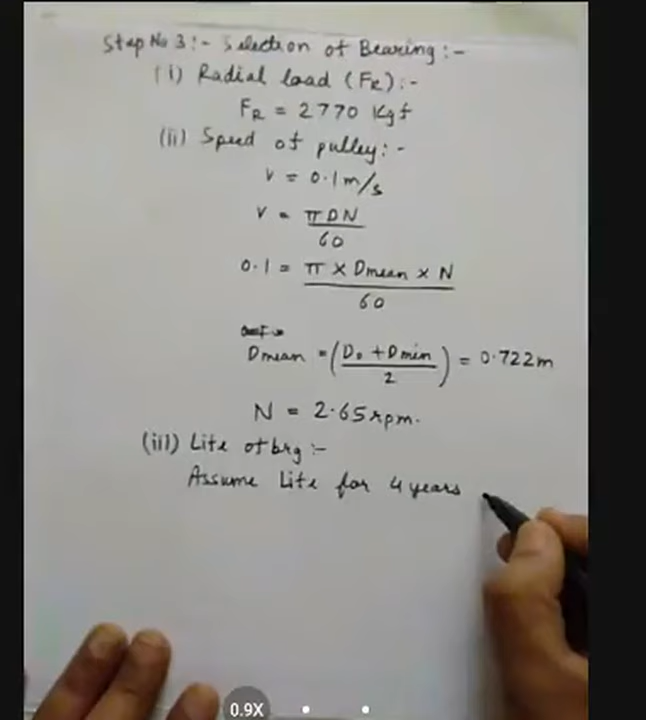 Step No 3:- Selection of Bearing :-
(i) Radial load (FR):-
FR = 2770 Kgf
(ii) Speed of pulley:-
V = 0.1m/s
V = πDN
60
0.1 = π × Dmean × N
60
Dmean = (Do + Dmin / 2) = 0.722m
N = 2.65 rpm.
(iii) Life of brg :-
Assume Life for 4 years
0.9X